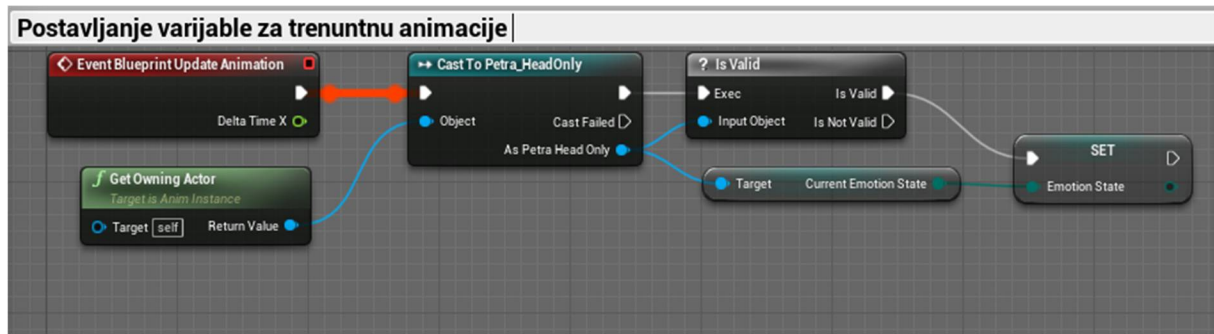 Postavljanje varijable za trenuntnu animacije
Event Blueprint Update Animation
Delta Time X
Get Owning Actor
Target is Anim Instance
Target self
Return Value
Cast To Petra_HeadOnly
Object
Cast Failed
As Petra Head Only
? Is Valid
Exec
Is Valid
Input Object
Is Not Valid
Target
Current Emotion State
SET
Emotion State